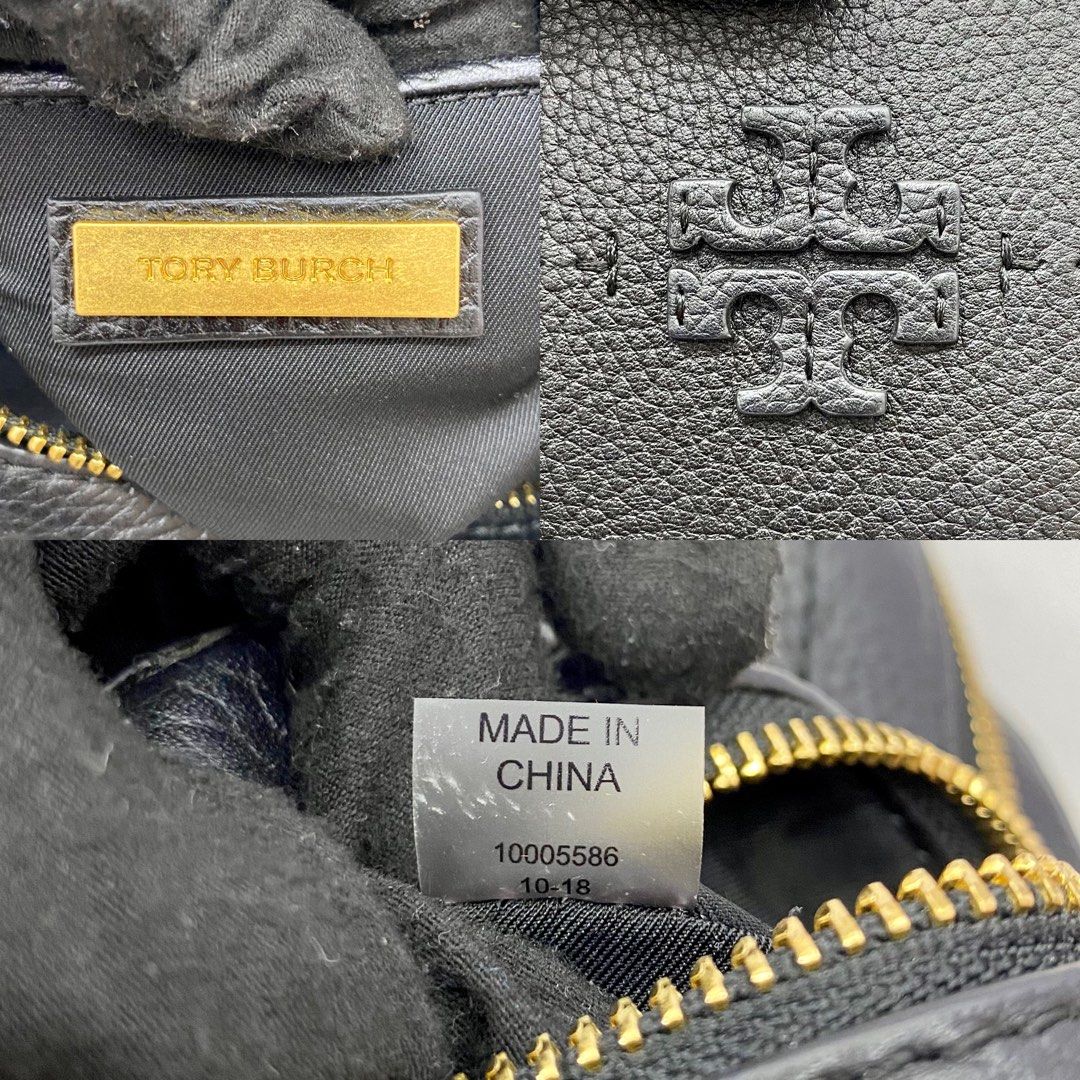 TORY BURCH
MADE IN
CHINA
10005586
10-18